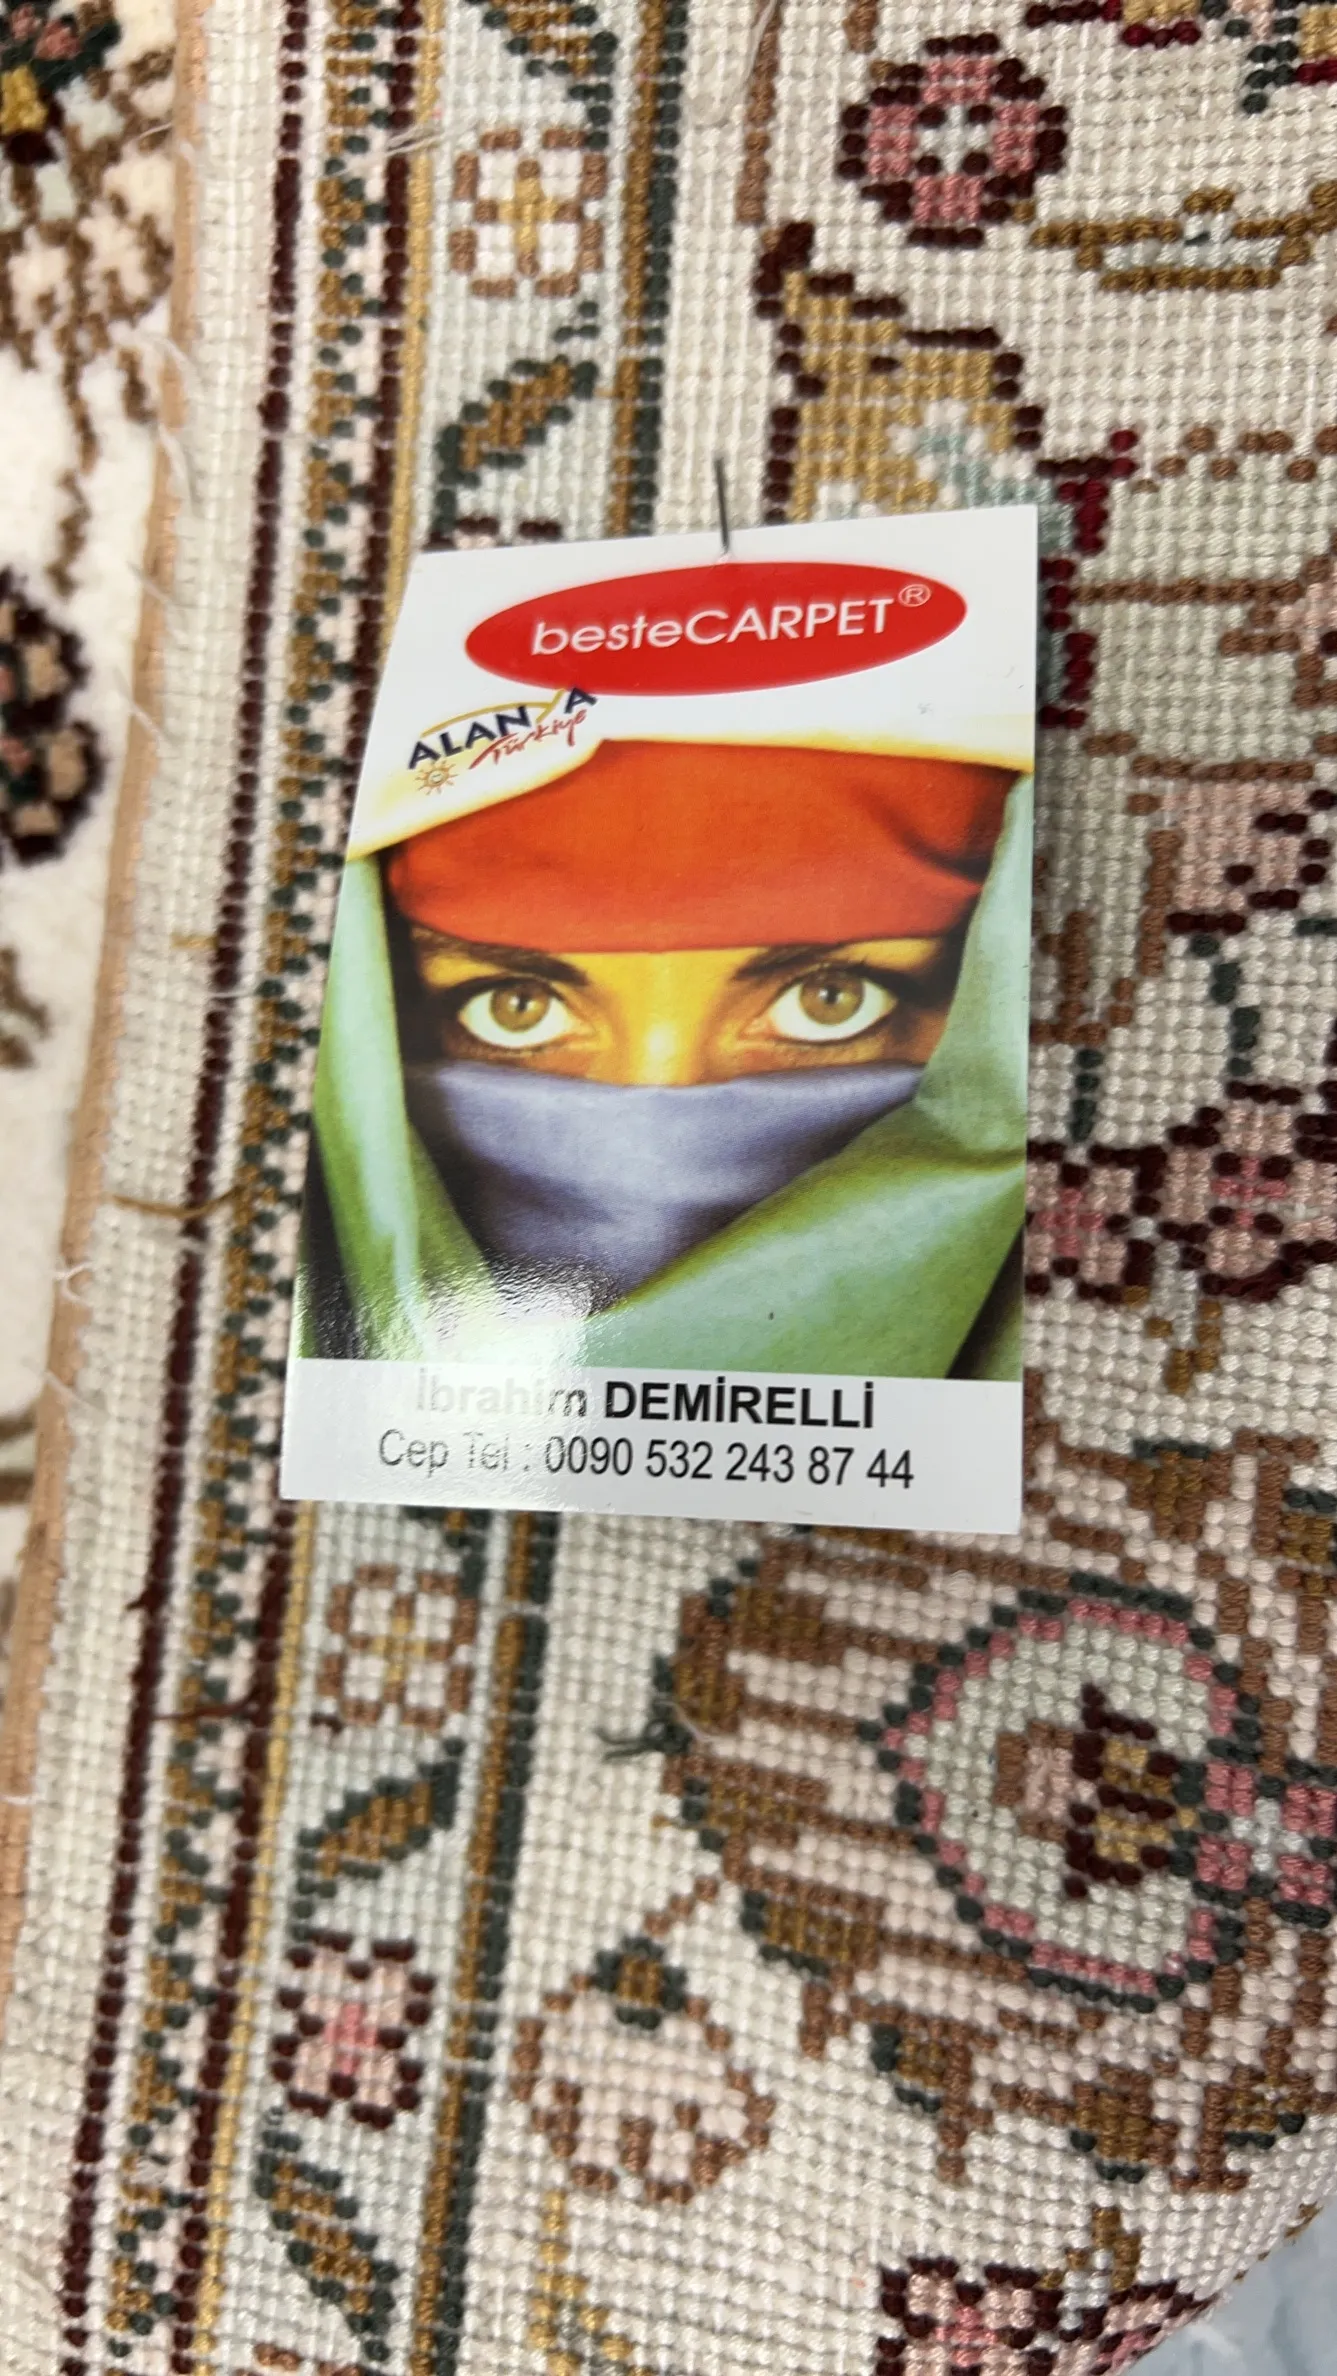 besteCARPET®
ALANYA
Türkiye
İbrahim DEMİRELLİ
Cep Tel : 0090 532 243 87 44